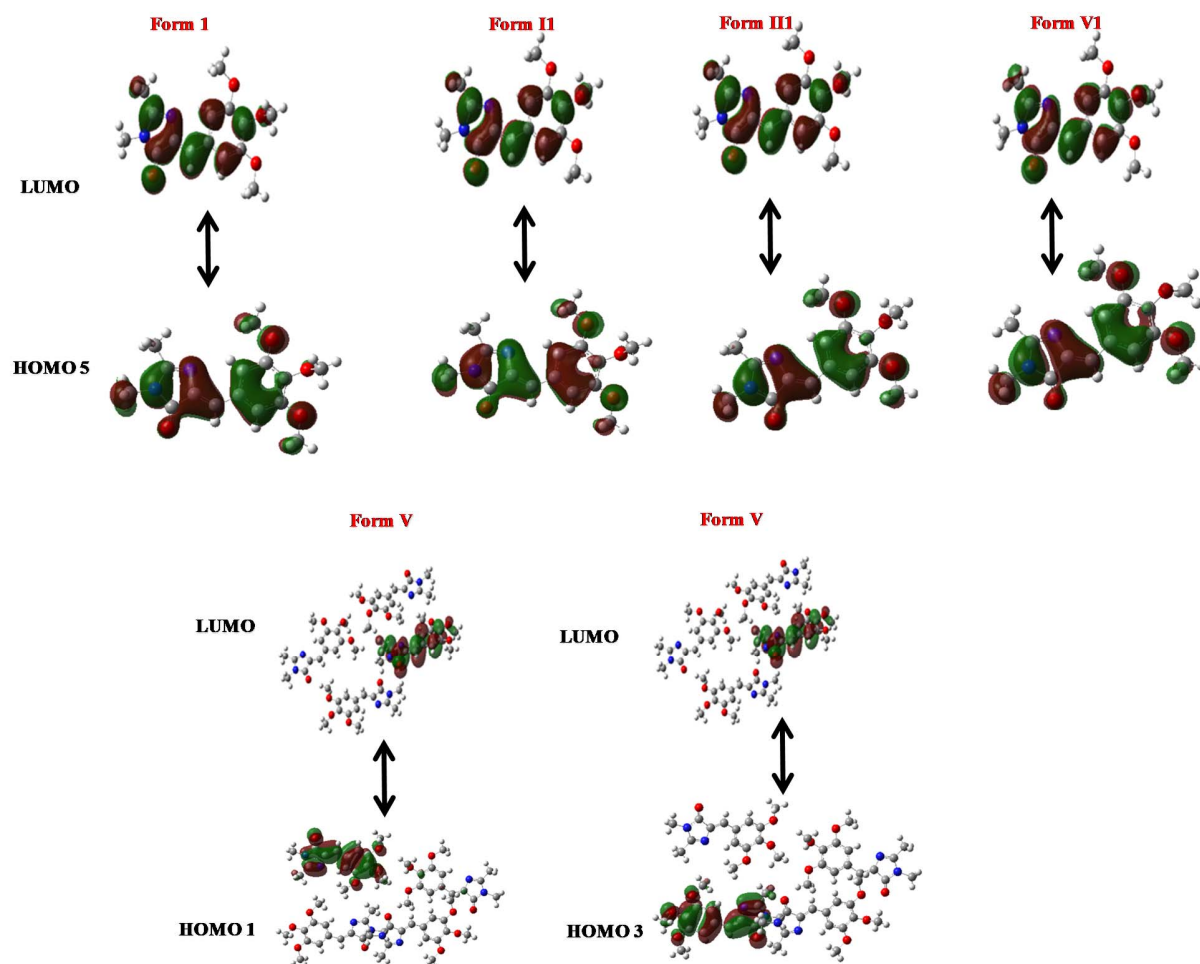 Form 1 Form I1 Form II1 Form V1
LUMO
HOMO 5
Form V Form V
LUMO LUMO
HOMO 1 HOMO 3